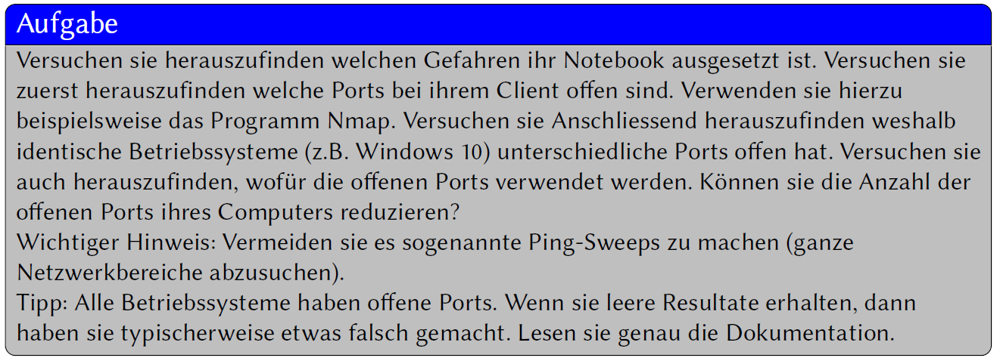 Aufgabe
Versuchen sie herauszufinden welchen Gefahren ihr Notebook ausgesetzt ist. Versuchen sie
zuerst herauszufinden welche Ports bei ihrem Client offen sind. Verwenden sie hierzu
beispielsweise das Programm Nmap. Versuchen sie Anschliessend herauszufinden weshalb
identische Betriebssysteme (z.B. Windows 10) unterschiedliche Ports offen hat. Versuchen sie
auch herauszufinden, wofür die offenen Ports verwendet werden. Können sie die Anzahl der
offenen Ports ihres Computers reduzieren?
Wichtiger Hinweis: Vermeiden sie es sogenannte Ping-Sweeps zu machen (ganze
Netzwerkbereiche abzusuchen).
Tipp: Alle Betriebssysteme haben offene Ports. Wenn sie leere Resultate erhalten, dann
haben sie typischerweise etwas falsch gemacht. Lesen sie genau die Dokumentation.